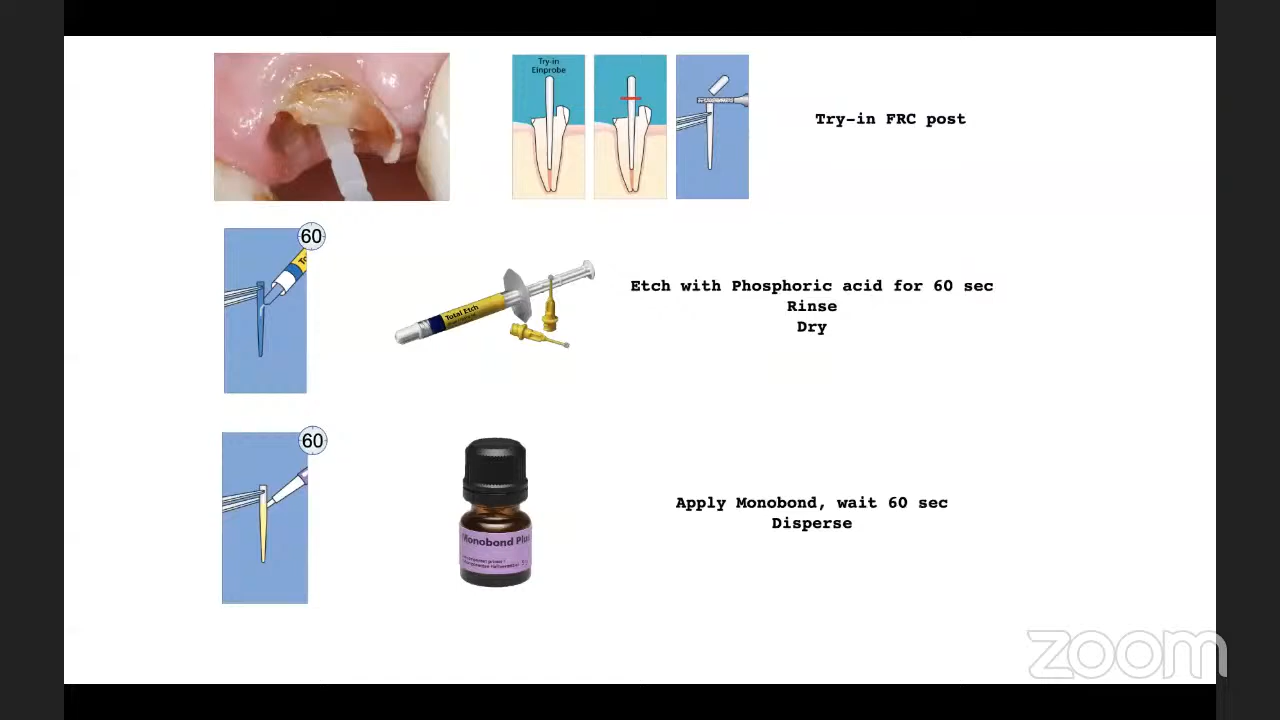 Try-in
Einprobe
Try-in FRC post
60
Total Etch
Etch with Phosphoric acid for 60 sec
Rinse
Dry
60
Monobond Plus
Apply Monobond, wait 60 sec
Disperse
zoom